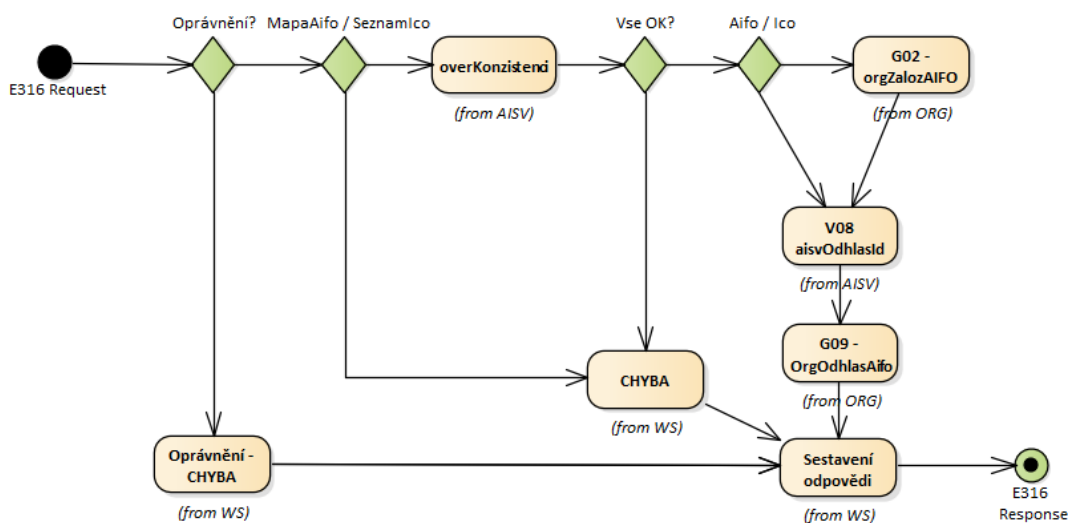 Oprávnění?
MapaAifo / SeznamIco
Vse OK?
Aifo / Ico
E316 Request
overKonzistenci
(from AISV)
G02 -
orgZalozAIFO
(from ORG)
V08
aisvOdhlasId
(from AISV)
G09 -
OrgOdhlasAifo
(from ORG)
CHYBA
(from WS)
Oprávnění -
CHYBA
(from WS)
Sestavení
odpovědi
(from WS)
E316
Response